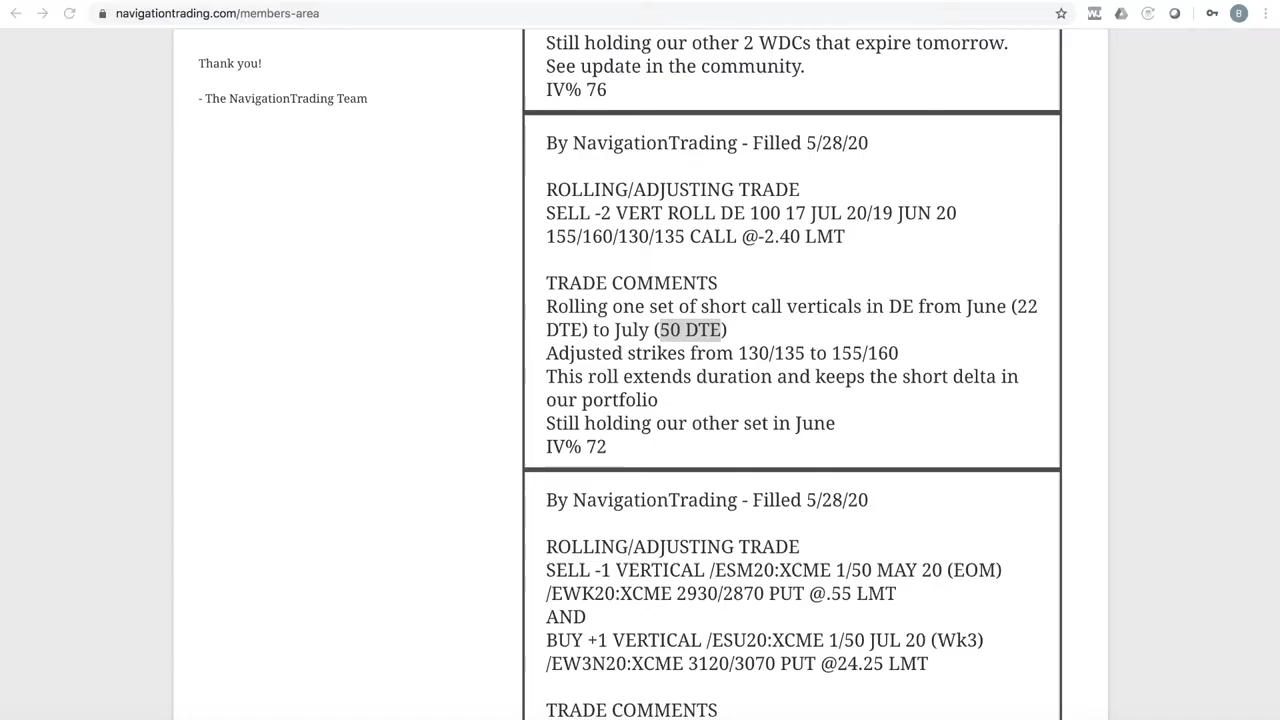 navigationtrading.com/members-area
B
Thank you!
- The NavigationTrading Team
Still holding our other 2 WDCs that expire tomorrow.
See update in the community.
IV% 76
By NavigationTrading - Filled 5/28/20
ROLLING/ADJUSTING TRADE
SELL -2 VERT ROLL DE 100 17 JUL 20/19 JUN 20
155/160/130/135 CALL @-2.40 LMT
TRADE COMMENTS
Rolling one set of short call verticals in DE from June (22
DTE) to July (50 DTE)
Adjusted strikes from 130/135 to 155/160
This roll extends duration and keeps the short delta in
our portfolio
Still holding our other set in June
IV% 72
By NavigationTrading - Filled 5/28/20
ROLLING/ADJUSTING TRADE
SELL -1 VERTICAL /ESM20:XCME 1/50 MAY 20 (EOM)
/EWK20:XCME 2930/2870 PUT @.55 LMT
AND
BUY +1 VERTICAL /ESU20:XCME 1/50 JUL 20 (Wk3)
/EW3N20:XCME 3120/3070 PUT @24.25 LMT
TRADE COMMENTS